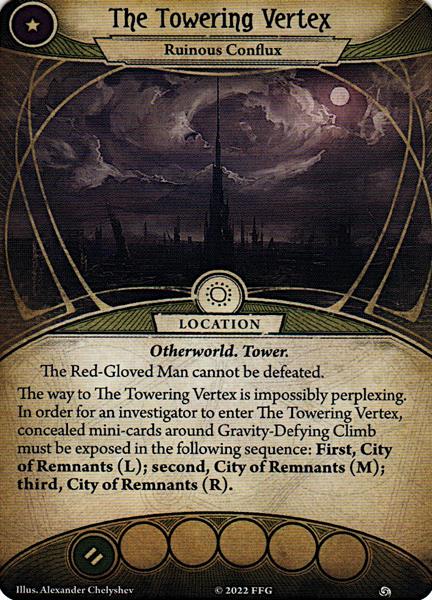 The Towering Vertex
Ruinous Conflux
LOCATION
Otherworld. Tower.
The Red-Gloved Man cannot be defeated.
The way to The Towering Vertex is impossibly perplexing.
In order for an investigator to enter The Towering Vertex,
concealed mini-cards around Gravity-Defying Climb
must be exposed in the following sequence: First, City
of Remnants (L); second, City of Remnants (M);
third, City of Remnants (R).
Illus. Alexander Chelyshev © 2022 FFG